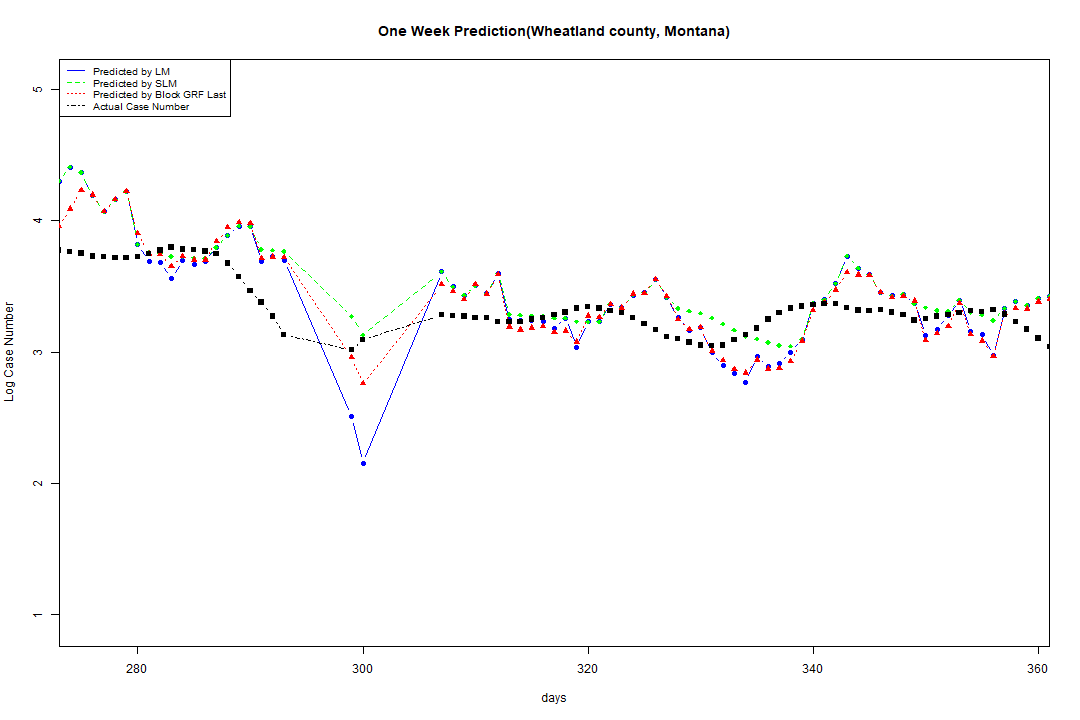 One Week Prediction(Wheatland county, Montana)
Predicted by LM
Predicted by SLM
Predicted by Block GRF Last
Actual Case Number
5
4
3
2
1
Log Case Number
280 300 320 340 360
days